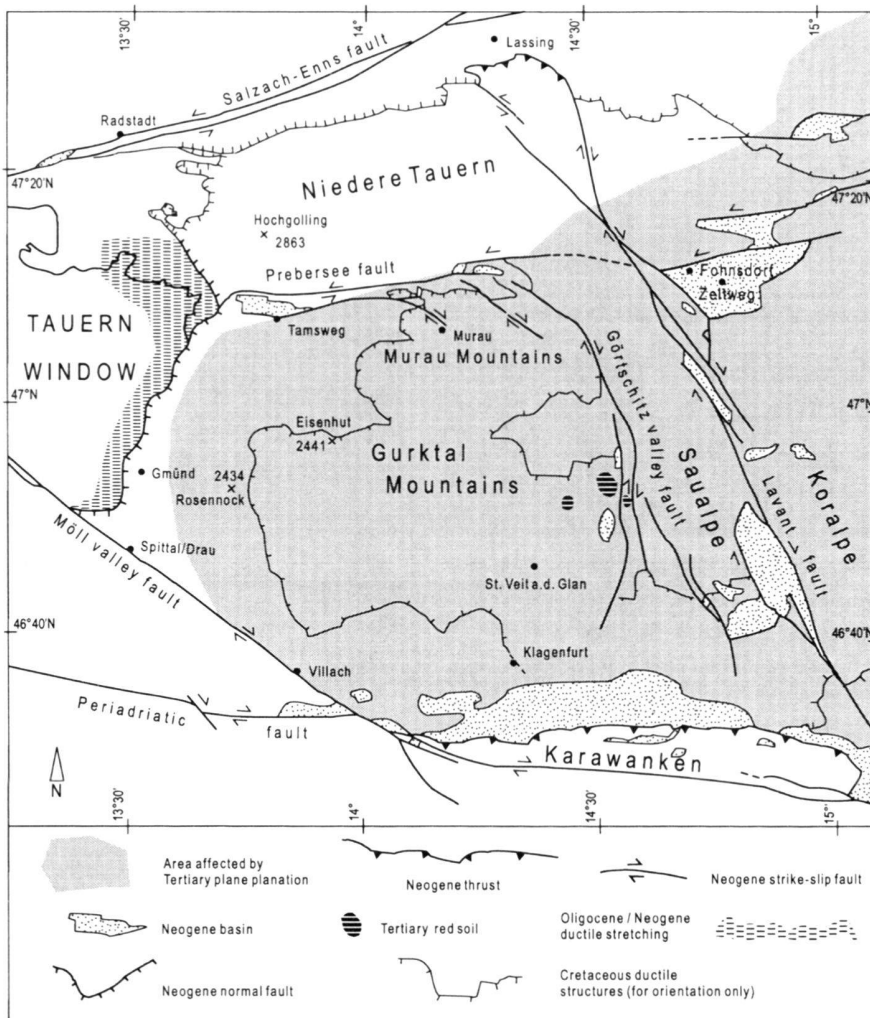 13°30'
14°
14°30'
15°
Lassing
Salzach-Enns fault
Radstadt
47°20'N
47°20'N
Niedere Tauern
Hochgolling
2863
Prebersee fault
Fohnsdorf
Zeltweg
TAUERN
WINDOW
Tamsweg
Murau
Murau Mountains
Görtschitz valley fault
47°N
47°N
Eisenhut
2441
Gurktal
Mountains
Saualpe
Koralpe
Lavant fault
Gmünd
2434
Rosennock
Möll valley fault
Spittal/Drau
St. Veit a.d. Glan
46°40'N
46°40'N
Klagenfurt
Villach
Periadriatic
fault
Karawanken
N
13°30'
14°
14°30'
15°
Area affected by
Tertiary plane planation
Neogene thrust
Neogene strike-slip fault
Neogene basin
Tertiary red soil
Oligocene / Neogene
ductile stretching
Neogene normal fault
Cretaceous ductile
structures (for orientation only)